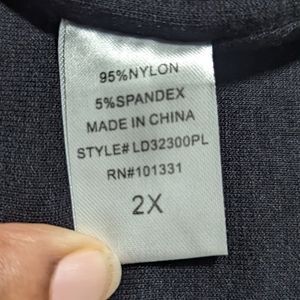 95%NYLON
5%SPANDEX
MADE IN CHINA
STYLE# LD32300PL
RN#101331
2X